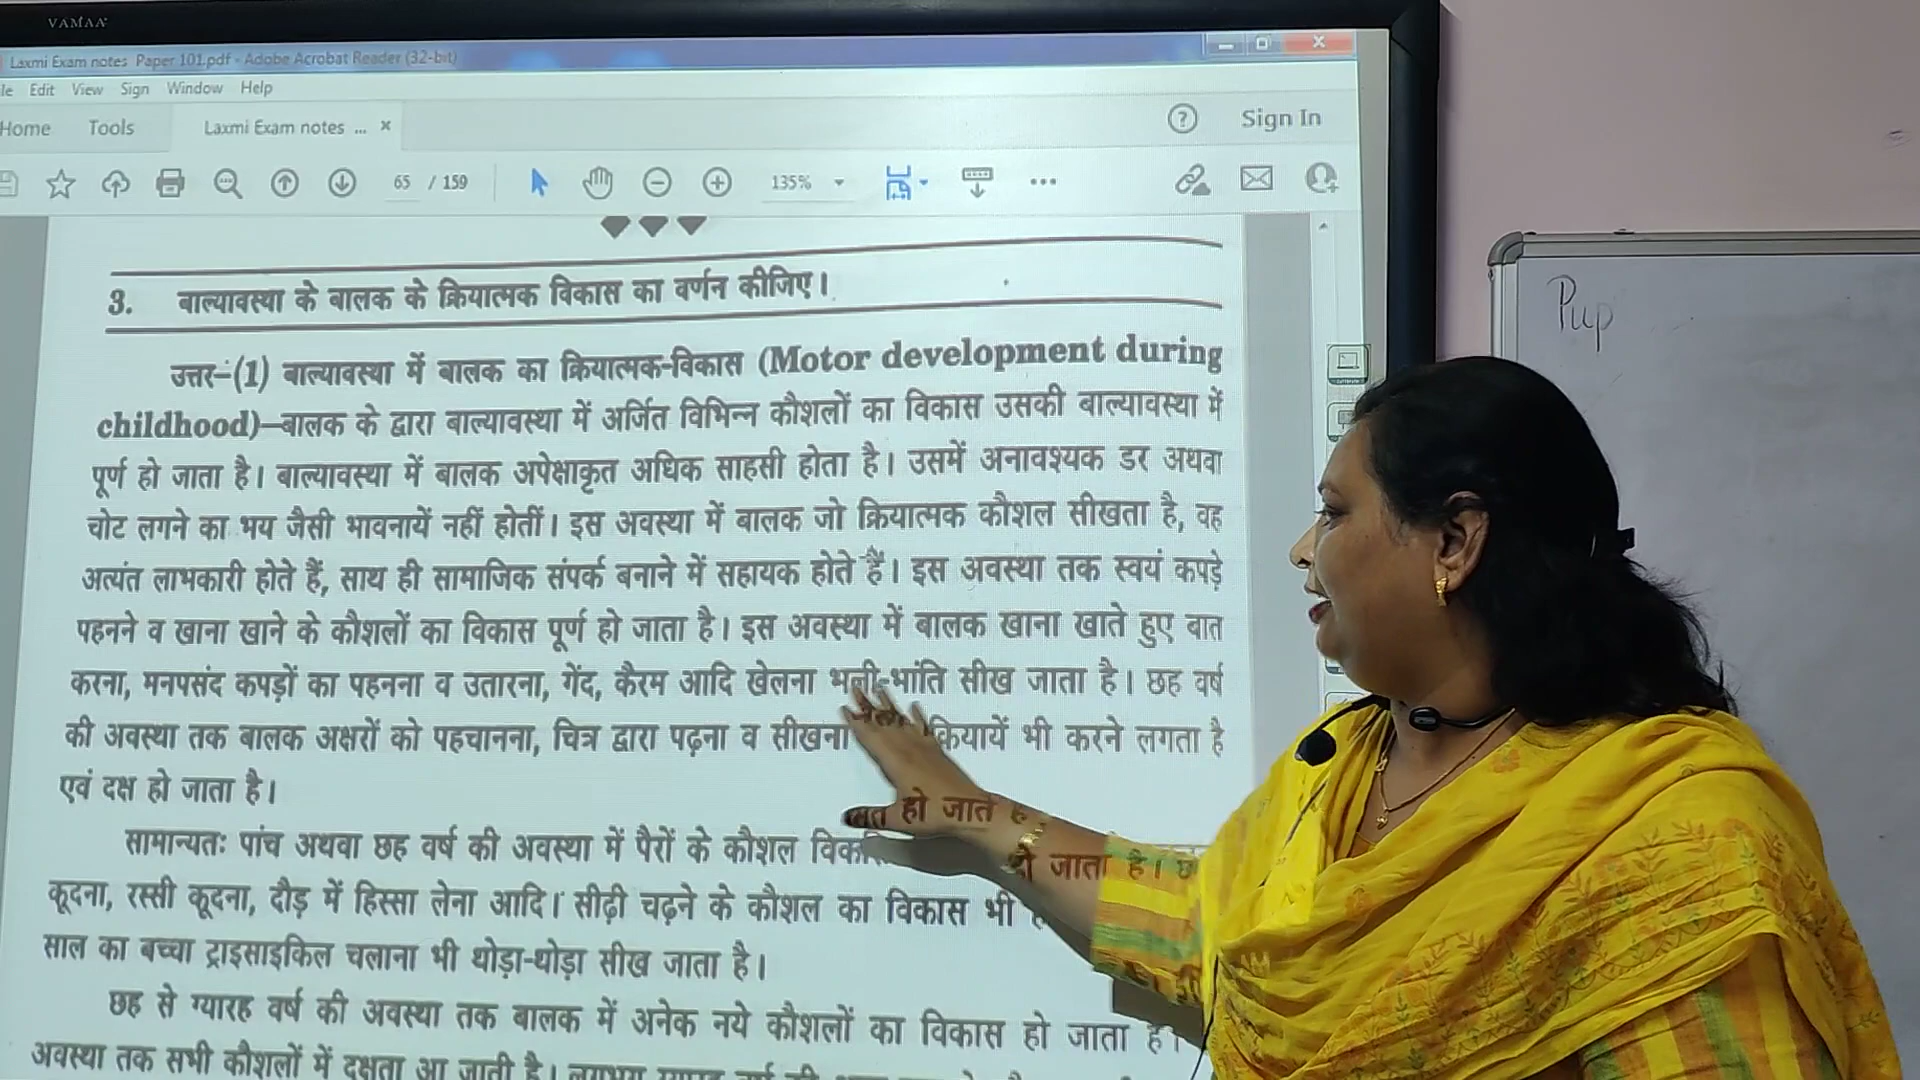 VAMAA
Laxmi Exam notes Paper 101.pdf - Adobe Acrobat Reader (32-bit)
le Edit View Sign Window Help
Home Tools Laxmi Exam notes ... × ? Sign In
65 / 159 135%
3. बाल्यावस्था के बालक के क्रियात्मक विकास का वर्णन कीजिए।
उत्तर-(1) बाल्यावस्था में बालक का क्रियात्मक-विकास (Motor development during
childhood)—बालक के द्वारा बाल्यावस्था में अर्जित विभिन्न कौशलों का विकास उसकी बाल्यावस्था में
पूर्ण हो जाता है। बाल्यावस्था में बालक अपेक्षाकृत अधिक साहसी होता है। उसमें अनावश्यक डर अथवा
चोट लगने का भय जैसी भावनायें नहीं होतीं। इस अवस्था में बालक जो क्रियात्मक कौशल सीखता है, वह
अत्यंत लाभकारी होते हैं, साथ ही सामाजिक संपर्क बनाने में सहायक होते हैं। इस अवस्था तक स्वयं कपड़े
पहनने व खाना खाने के कौशलों का विकास पूर्ण हो जाता है। इस अवस्था में बालक खाना खाते हुए बात
करना, मनपसंद कपड़ों का पहनना व उतारना, गेंद, कैरम आदि खेलना भली-भांति सीख जाता है। छह वर्ष
की अवस्था तक बालक अक्षरों को पहचानना, चित्र द्वारा पढ़ना व सीखना क्रियायें भी करने लगता है
एवं दक्ष हो जाता है।
सामान्यतः पांच अथवा छह वर्ष की अवस्था में पैरों के कौशल हो जाते
कूदना, रस्सी कूदना, दौड़ में हिस्सा लेना आदि। सीढ़ी चढ़ने के कौशल का विकास भी जाता है।
साल का बच्चा ट्राइसाइकिल चलाना भी थोड़ा-थोड़ा सीख जाता है।
छह से ग्यारह वर्ष की अवस्था तक बालक में अनेक नये कौशलों का विकास हो जाता है।
अवस्था तक सभी कौशलों में दक्षता आ जाती है।
Pup